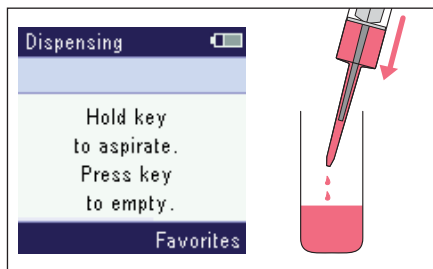 Dispensing
Hold key
to aspirate.
Press key
to empty.
Favorites